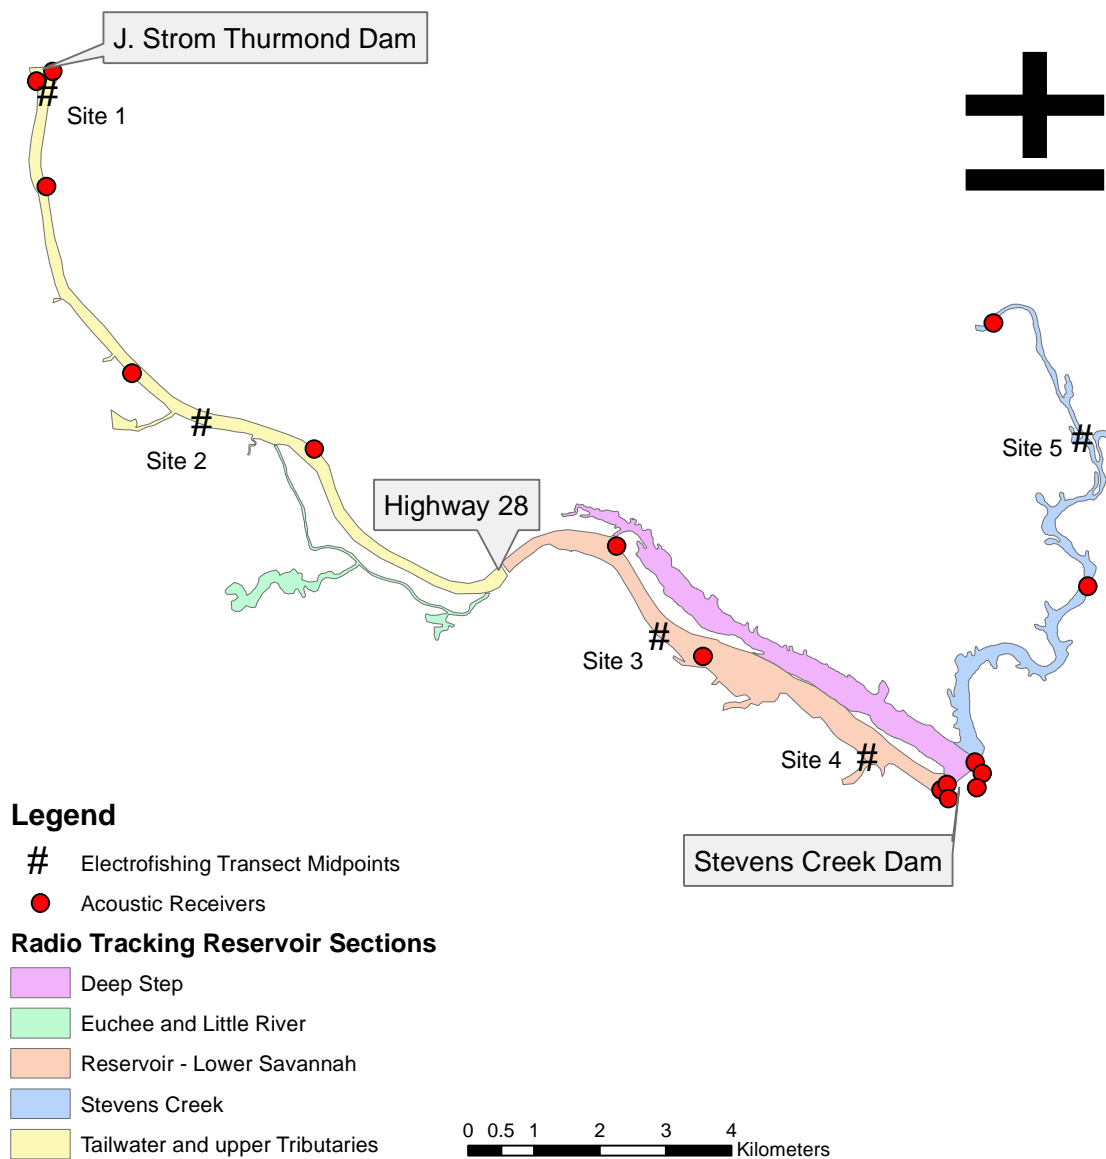 J. Strom Thurmond Dam
#
Site 1
#
Site 2
#
Site 5
Highway 28
#
Site 3
#
Site 4
Stevens Creek Dam
Legend
# Electrofishing Transect Midpoints
Acoustic Receivers
Radio Tracking Reservoir Sections
Deep Step
Euchee and Little River
Reservoir - Lower Savannah
Stevens Creek
Tailwater and upper Tributaries
0 0.5 1 2 3 4
Kilometers